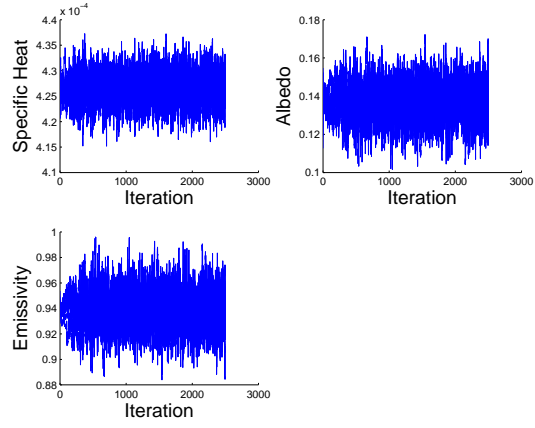 x 10⁻⁴
4.4
4.35
4.3
4.25
4.2
4.15
4.1
0 1000 2000 3000
Specific Heat
Iteration
0.18
0.16
0.14
0.12
0.1
0 1000 2000 3000
Albedo
Iteration
1
0.98
0.96
0.94
0.92
0.9
0.88
0 1000 2000 3000
Emissivity
Iteration